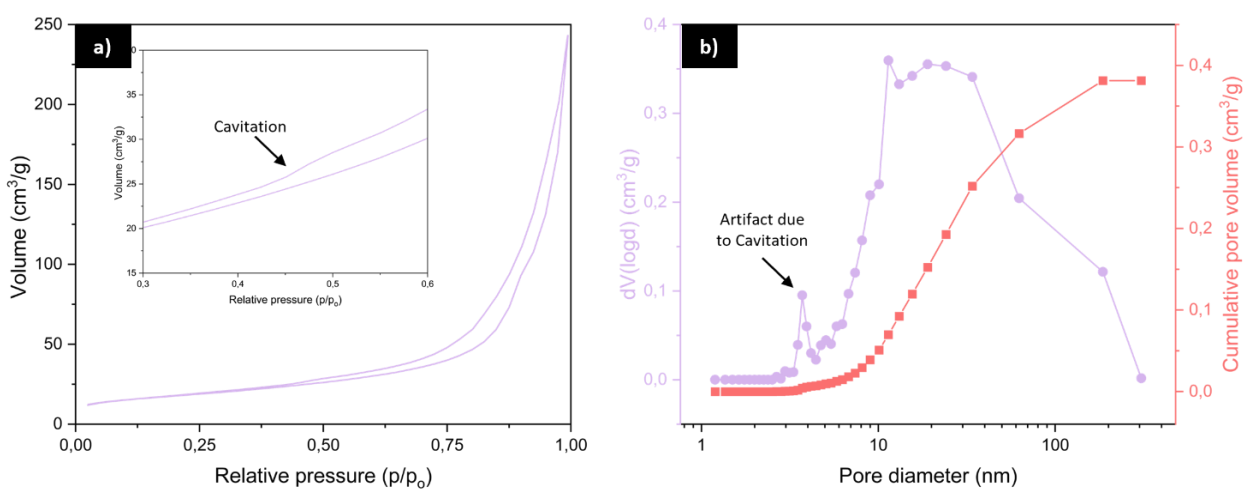 a)
Volume (cm³/g)
250
200
150
100
50
0
0,00
0,25
0,50
0,75
1,00
Relative pressure (p/pₒ)
Cavitation
Volume (cm³/g)
40
35
30
25
20
15
0,3
0,4
0,5
0,6
Relative pressure (p/pₒ)
b)
dV(logd) (cm³/g)
0,4
0,3
0,2
0,1
0,0
Artifact due
to Cavitation
1
10
100
Pore diameter (nm)
0,4
0,3
0,2
0,1
0,0
Cumulative pore volume (cm³/g)